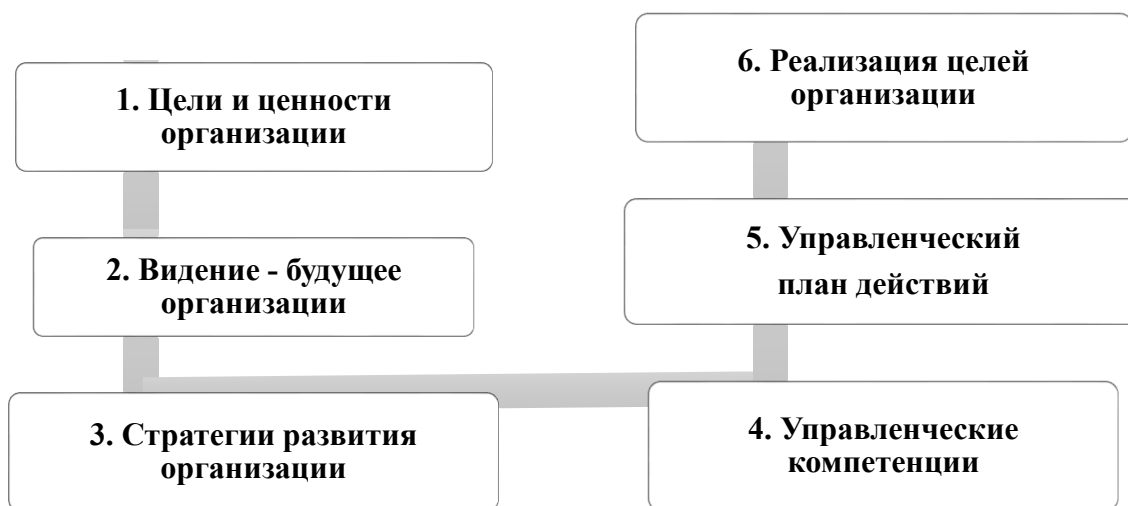 1. Цели и ценности
организации
2. Видение - будущее
организации
3. Стратегии развития
организации
4. Управленческие
компетенции
5. Управленческий
план действий
6. Реализация целей
организации